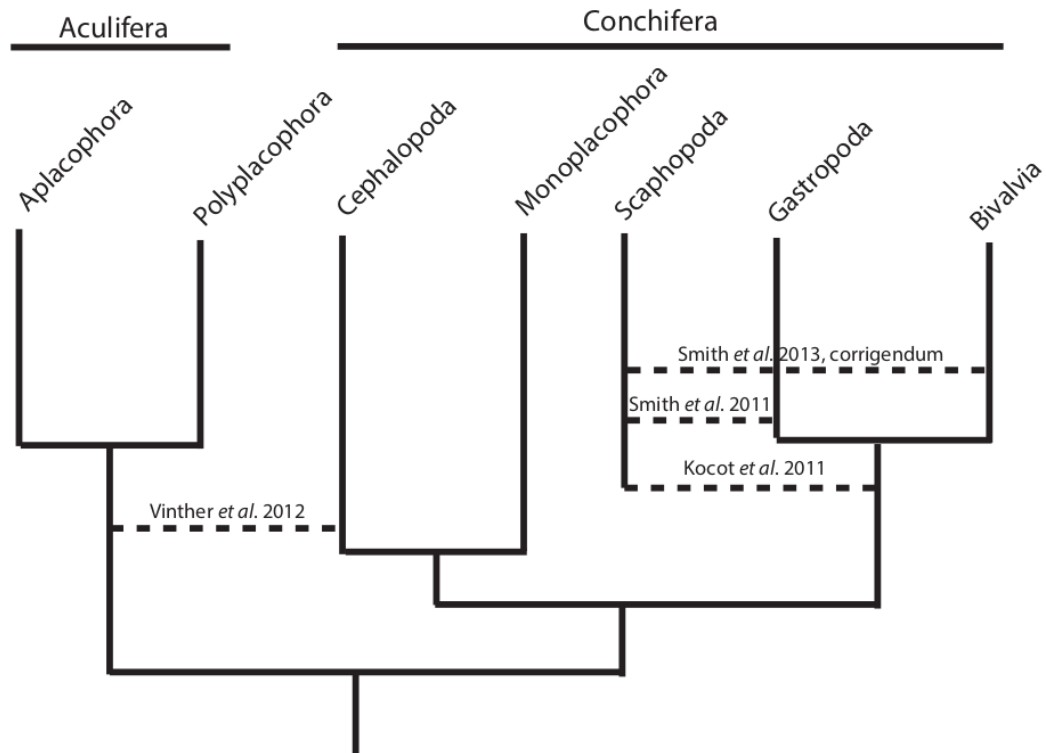 Aculifera
Conchifera
Aplacophora
Polyplacophora
Cephalopoda
Monoplacophora
Scaphopoda
Gastropoda
Bivalvia
Smith et al. 2013, corrigendum
Smith et al. 2011
Kocot et al. 2011
Vinther et al. 2012